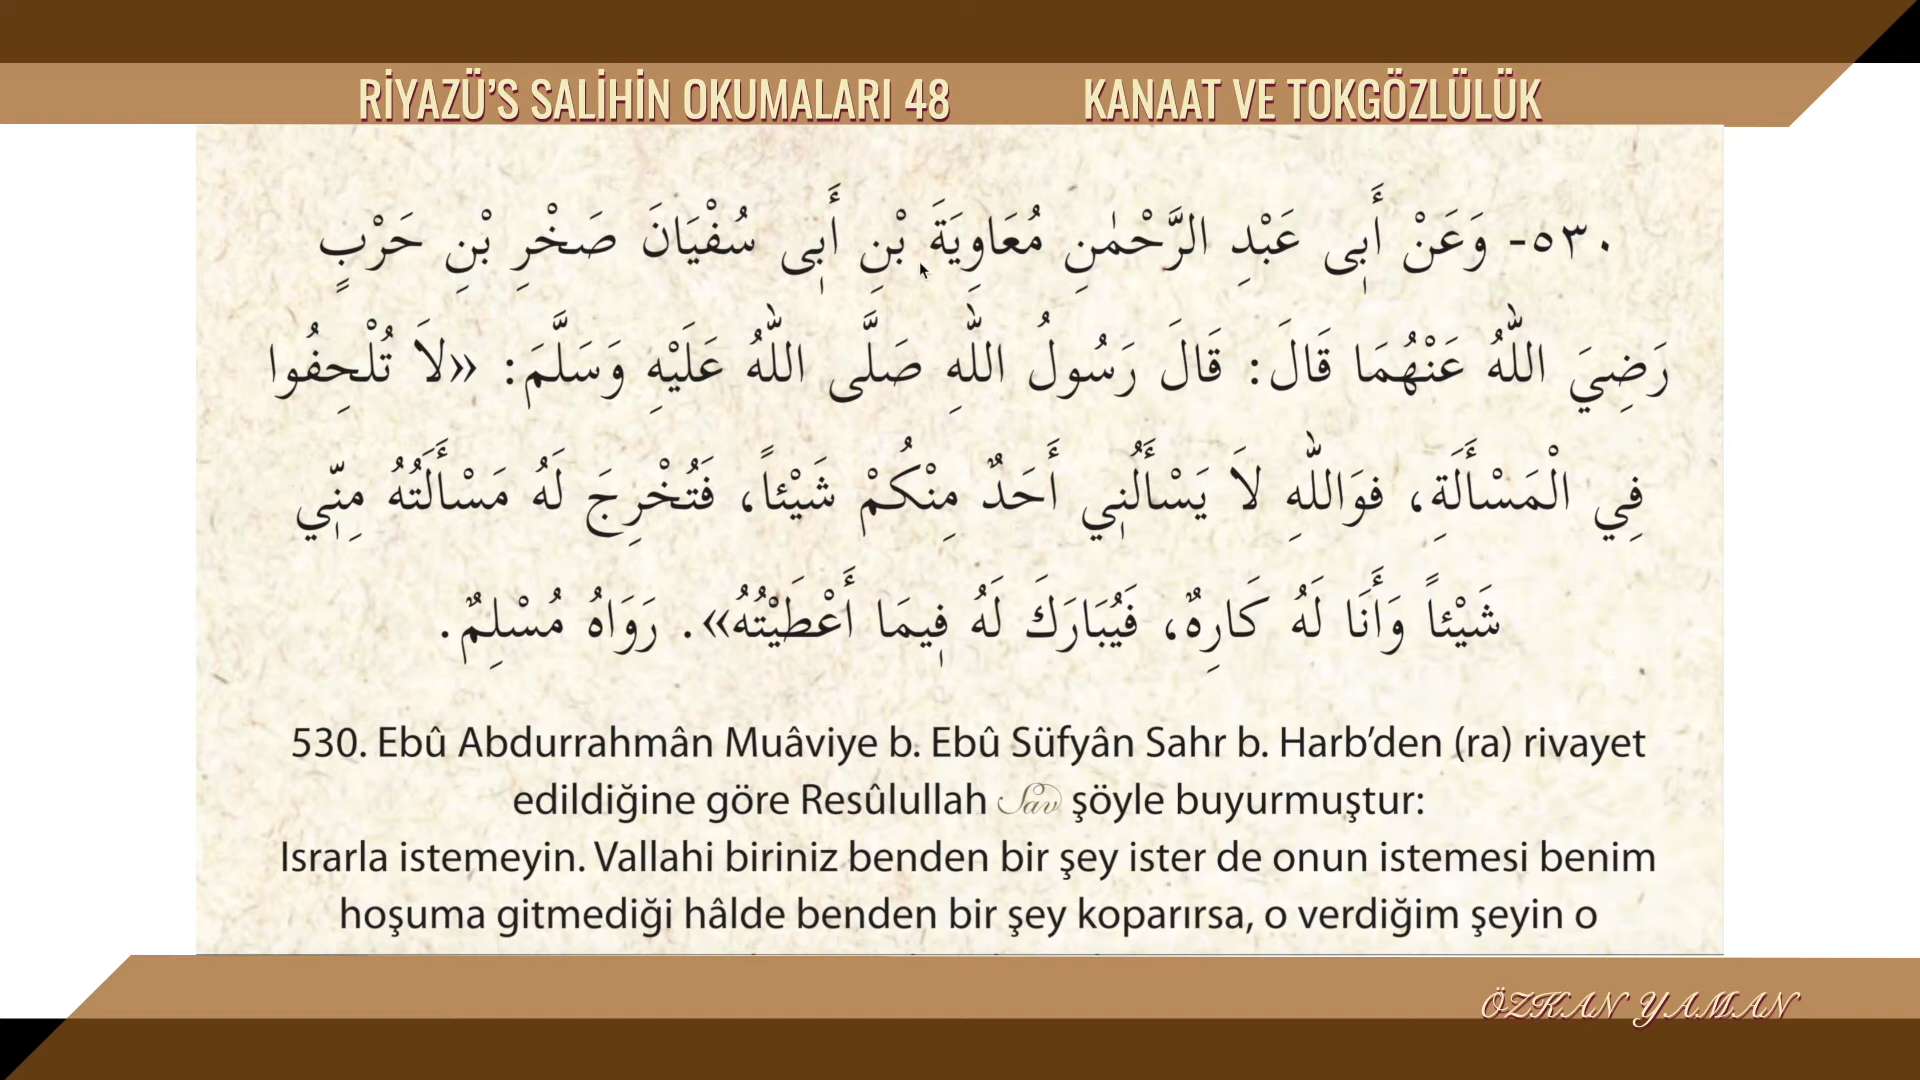 RİYAZÜ’S SALİHİN OKUMALARI 48 KANAAT VE TOKGÖZLÜLÜK
٥٣٠- وَعَنْ أَبِى عَبْدِ الرَّحْمٰنِ مُعَاوِيَةَ بْنِ أَبِى سُفْيَانَ صَخْرِ بْنِ حَرْبٍ
رَضِيَ اللّٰهُ عَنْهُمَا قَالَ: قَالَ رَسُولُ اللّٰهِ صَلَّى اللّٰهُ عَلَيْهِ وَسَلَّمَ: «لاَ تُلْحِفُوا
فِي الْمَسْأَلَةِ، فوَاللّٰهِ لاَ يَسْأَلُنِي أَحَدٌ مِنْكُمْ شَيْئاً، فَتُخْرِجَ لَهُ مَسْأَلَتُهُ مِنِّي
شَيْئاً وَأَنَا لَهُ كَارِهٌ، فَيُبَارَكَ لَهُ فِيمَا أَعْطَيْتُهُ». رَوَاهُ مُسْلِمٌ.
530. Ebû Abdurrahmân Muâviye b. Ebû Süfyân Sahr b. Harb’den (ra) rivayet
edildiğine göre Resûlullah Sav şöyle buyurmuştur:
Israrla istemeyin. Vallahi biriniz benden bir şey ister de onun istemesi benim
hoşuma gitmediği hâlde benden bir şey koparırsa, o verdiğim şeyin o
ÖZKAN YAMAN